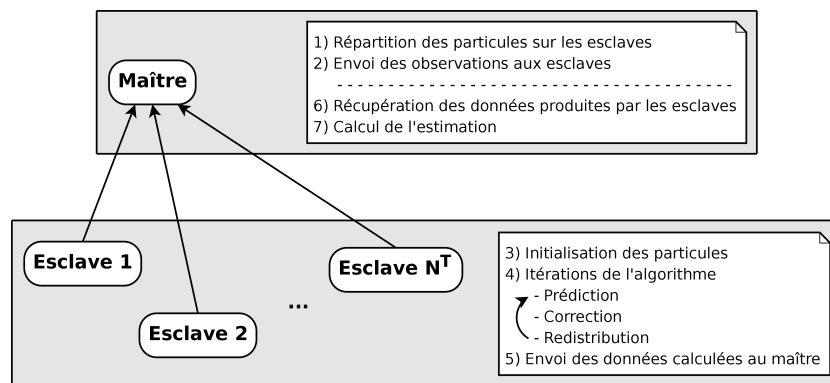 Maître
1) Répartition des particules sur les esclaves
2) Envoi des observations aux esclaves
- - - - - - - - - - - - - - - - - - - - - - - - - - - - - - - - - - - - - - - - -
6) Récupération des données produites par les esclaves
7) Calcul de l'estimation
Esclave 1
Esclave 2
...
Esclave Nᵀ
3) Initialisation des particules
4) Itérations de l'algorithme
- Prédiction
- Correction
- Redistribution
5) Envoi des données calculées au maître